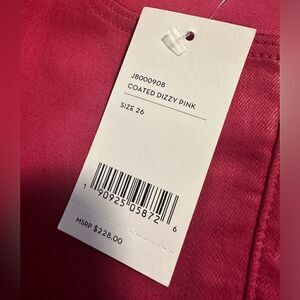 JB000908
COATED DIZZY PINK
SIZE 26
1 90925 05872 6
MSRP $228.00